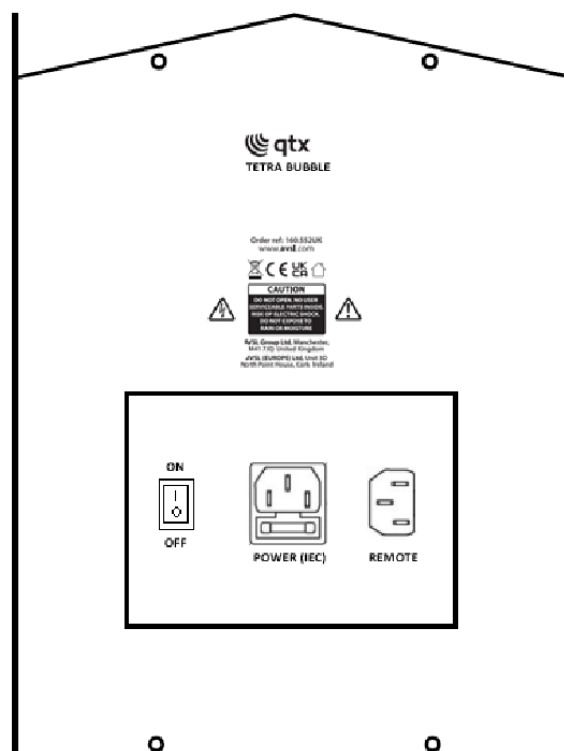 qtx
TETRA BUBBLE
Order ref: 160.552UK
www.avsl.com
CE UK CA
CAUTION
DO NOT OPEN. NO USER
SERVICEABLE PARTS INSIDE.
RISK OF ELECTRIC SHOCK.
DO NOT EXPOSE TO
RAIN OR MOISTURE
AVSL Group Ltd. Manchester,
United Kingdom
AVSL (EUROPE) Ltd, Unit 3D
North Point House, Cork Ireland
ON
OFF
POWER (IEC)
REMOTE